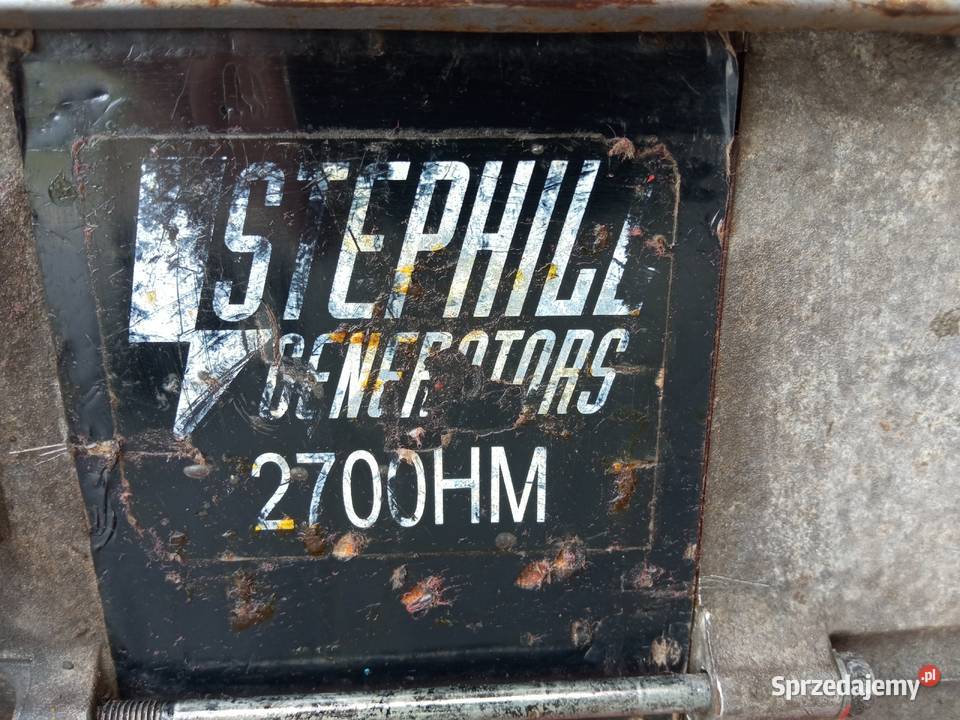 STEPHILL
GENERATORS
2700HM
Sprzedajemy.pl